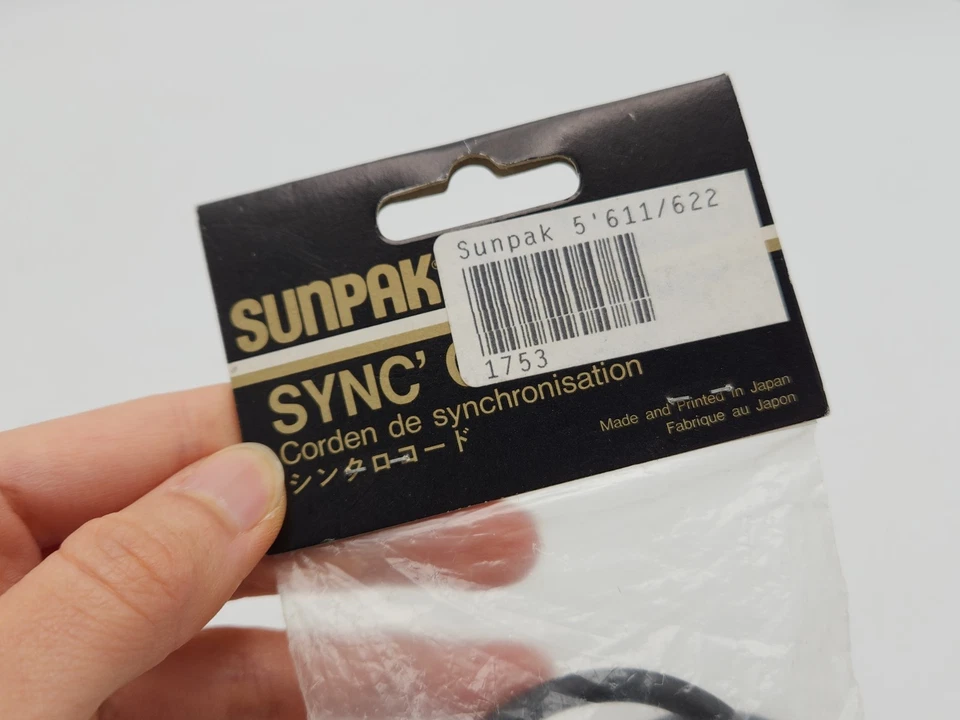 Sunpak 5'611/622
1753
SUNPAK
SYNC'
Corden de synchronisation
シンクロコード
Made and Printed in Japan
Fabrique au Japon